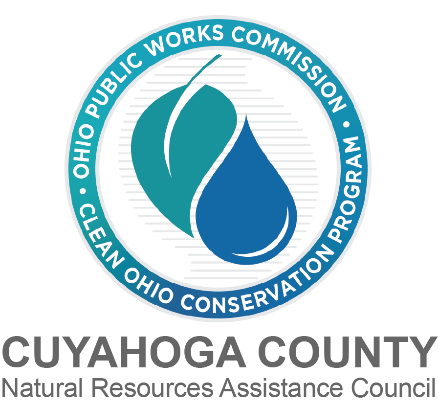 • OHIO PUBLIC WORKS COMMISSION •
CLEAN OHIO CONSERVATION PROGRAM
CUYAHOGA COUNTY
Natural Resources Assistance Council